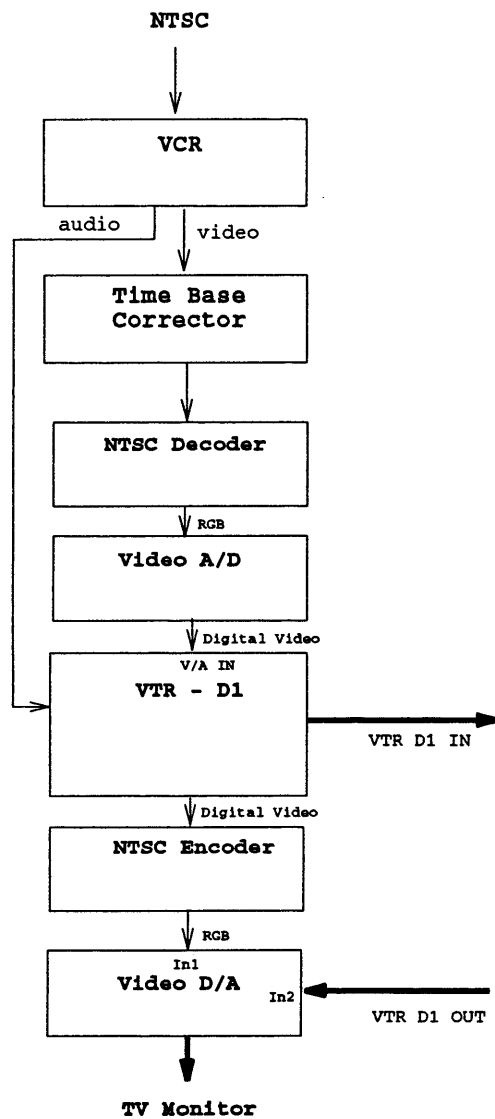 NTSC
VCR
audio
video
Time Base
Corrector
NTSC Decoder
RGB
Video A/D
Digital Video
V/A IN
VTR - D1
VTR D1 IN
Digital Video
NTSC Encoder
RGB
In1
Video D/A
In2
VTR D1 OUT
TV Monitor